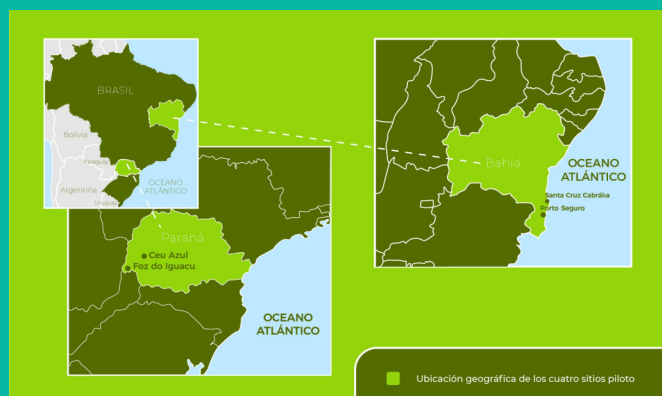 BRASIL
Bolivia
Paraguay
Argentina
Uruguay
OCEANO
ATLÁNTICO
Bahía
OCEANO
ATLÁNTICO
Santa Cruz Cabrália
Porto Seguro
Paraná
Ceu Azul
Foz do Iguacu
OCEANO
ATLÁNTICO
Ubicación geográfica de los cuatro sitios piloto